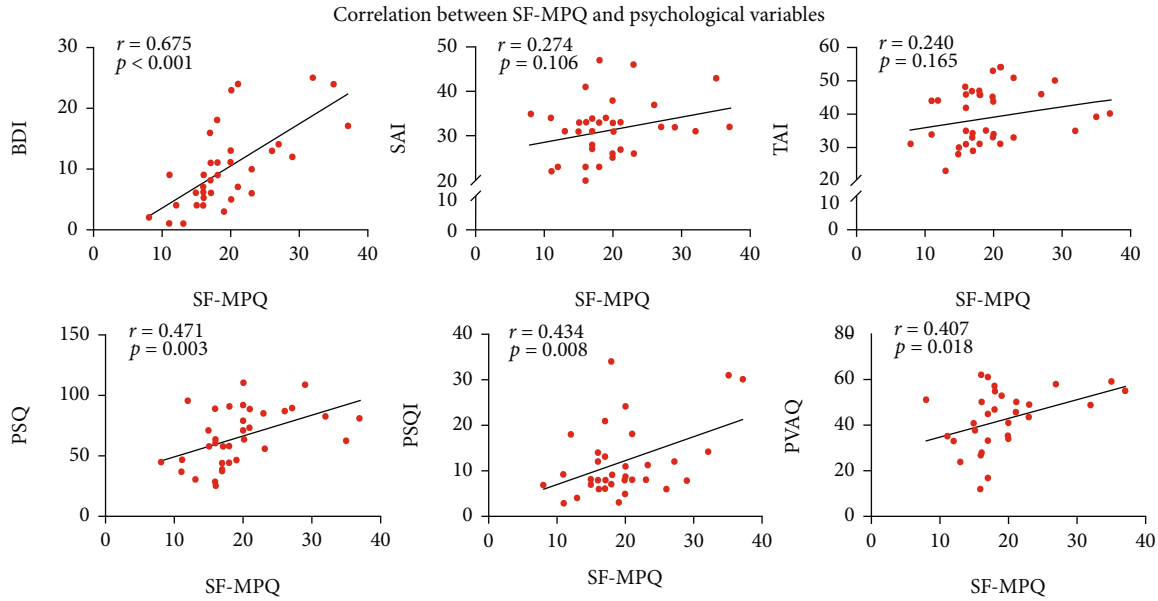 Correlation between SF-MPQ and psychological variables
r = 0.675
p < 0.001
30
20
10
0
BDI
0 10 20 30 40
SF-MPQ
r = 0.274
p = 0.106
50
40
30
20
10
0
SAI
0 10 20 30 40
SF-MPQ
r = 0.240
p = 0.165
60
50
40
30
20
10
0
TAI
0 10 20 30 40
SF-MPQ
r = 0.471
p = 0.003
150
100
50
0
PSQ
0 10 20 30 40
SF-MPQ
r = 0.434
p = 0.008
40
30
20
10
0
PSQI
0 10 20 30 40
SF-MPQ
r = 0.407
p = 0.018
80
60
40
20
0
PVAQ
0 10 20 30 40
SF-MPQ